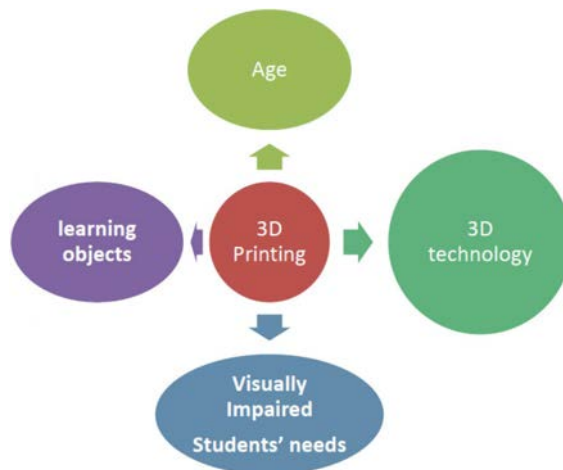 Age
learning
objects
3D
Printing
3D
technology
Visually
Impaired
Students’ needs